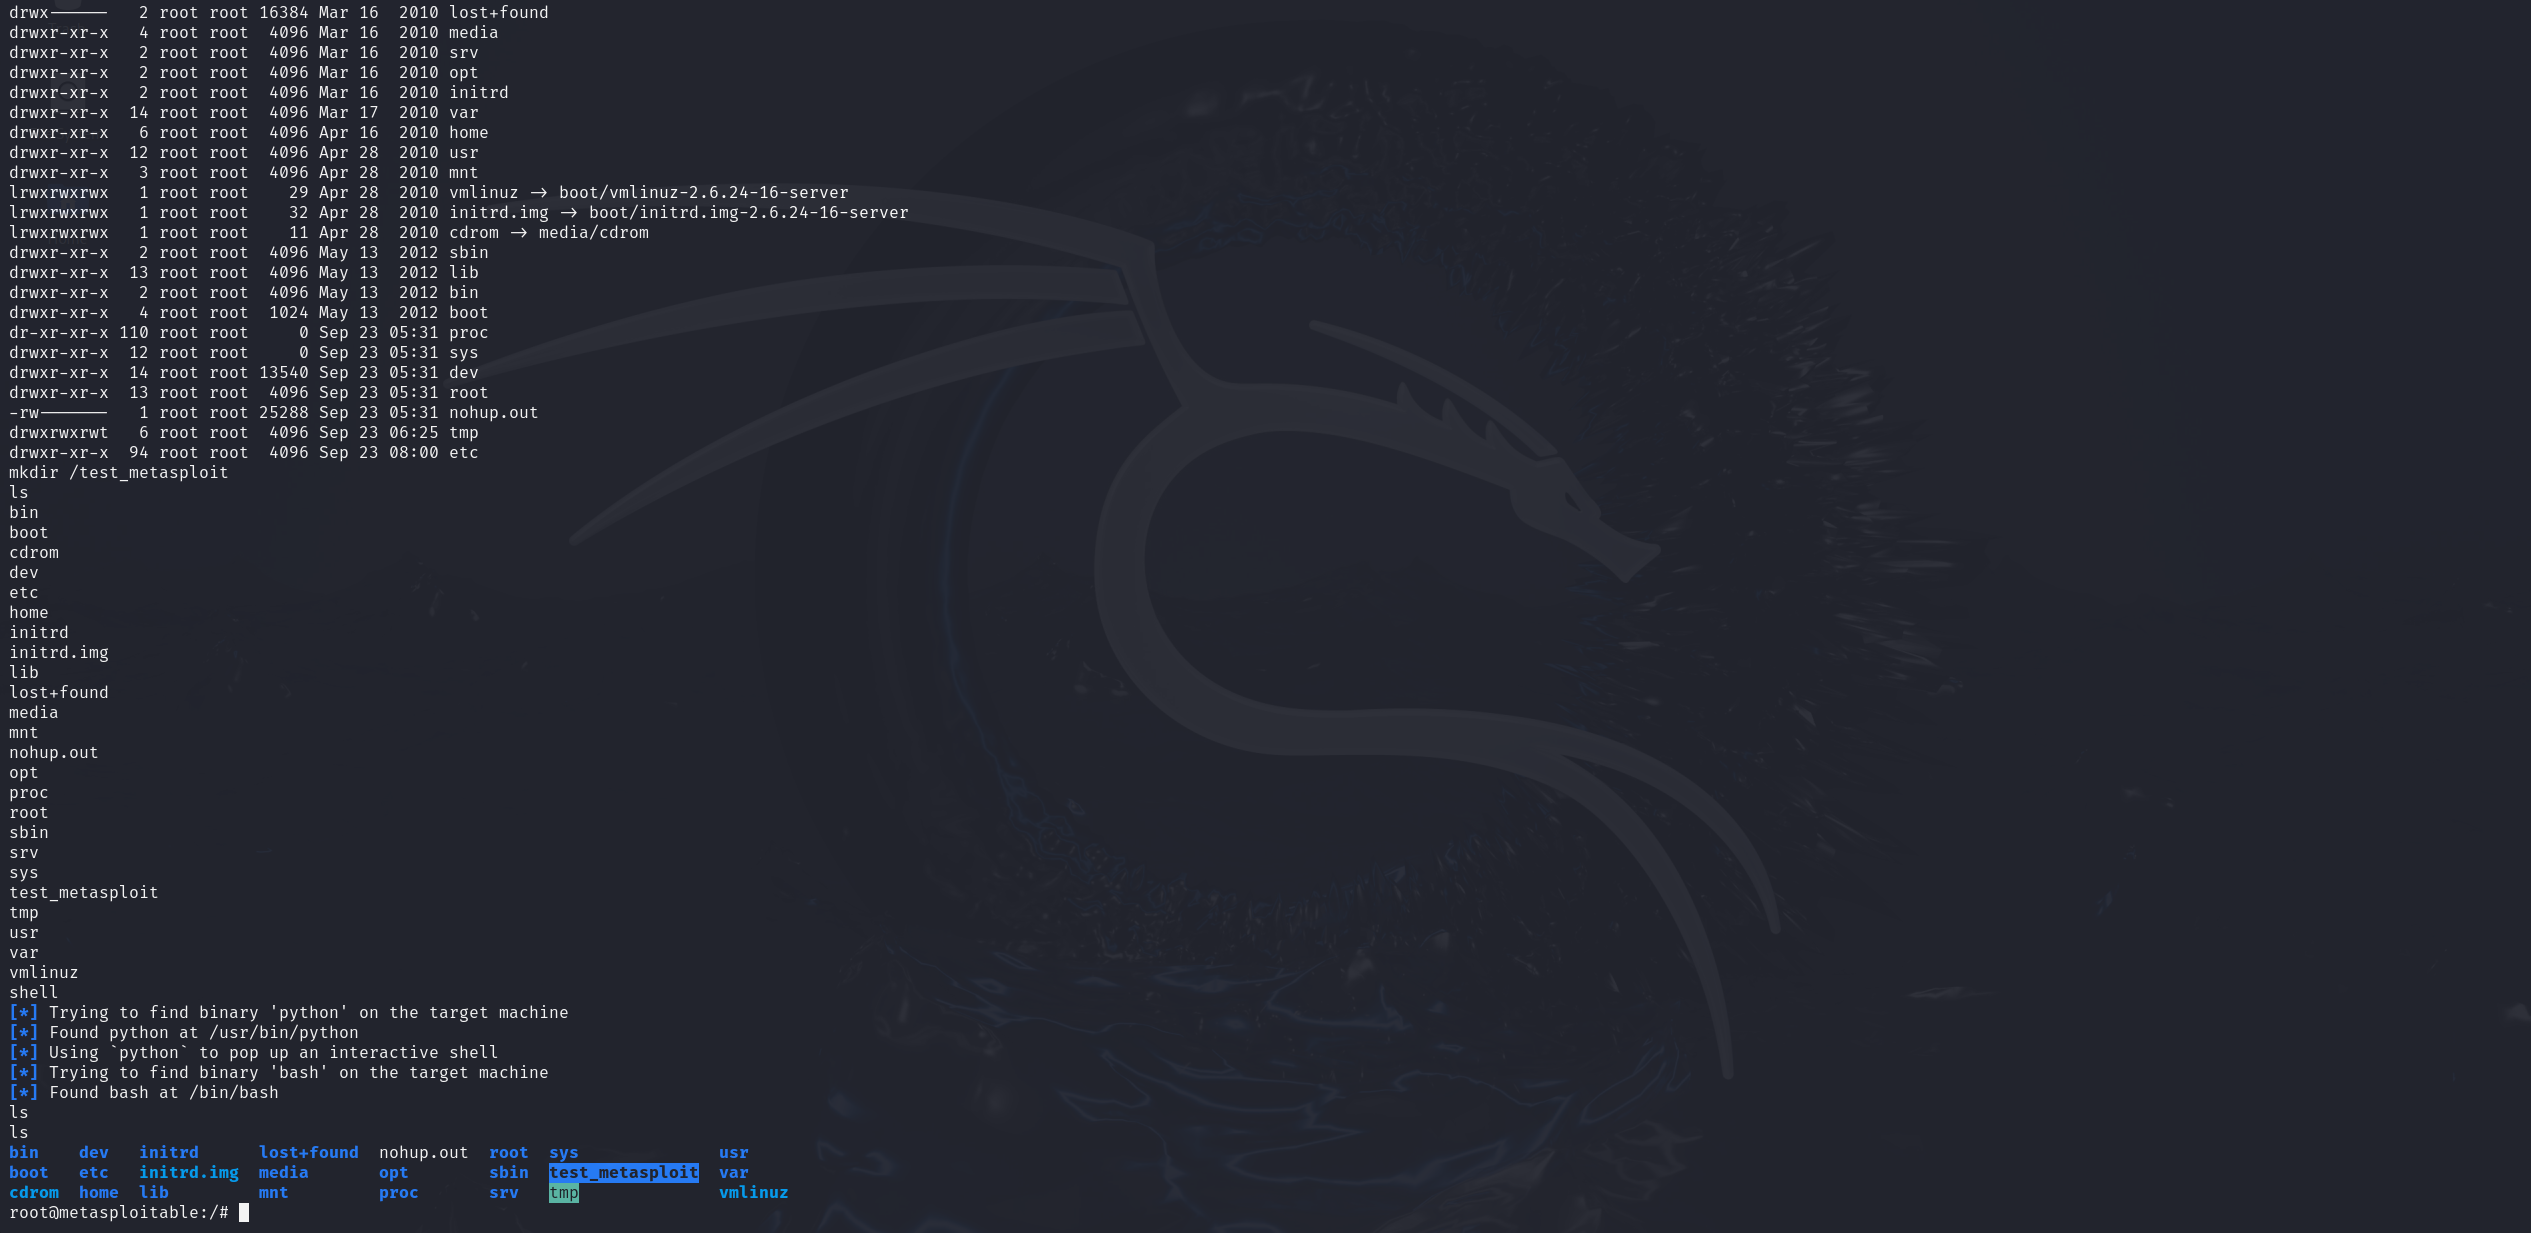 drwx------   2 root root 16384 Mar 16  2010 lost+found
drwxr-xr-x   4 root root  4096 Mar 16  2010 media
drwxr-xr-x   2 root root  4096 Mar 16  2010 srv
drwxr-xr-x   2 root root  4096 Mar 16  2010 opt
drwxr-xr-x   2 root root  4096 Mar 16  2010 initrd
drwxr-xr-x  14 root root  4096 Mar 17  2010 var
drwxr-xr-x   6 root root  4096 Apr 16  2010 home
drwxr-xr-x  12 root root  4096 Apr 28  2010 usr
drwxr-xr-x   3 root root  4096 Apr 28  2010 mnt
lrwxrwxrwx   1 root root    29 Apr 28  2010 vmlinuz -> boot/vmlinuz-2.6.24-16-server
lrwxrwxrwx   1 root root    32 Apr 28  2010 initrd.img -> boot/initrd.img-2.6.24-16-server
lrwxrwxrwx   1 root root    11 Apr 28  2010 cdrom -> media/cdrom
drwxr-xr-x   2 root root  4096 May 13  2012 sbin
drwxr-xr-x  13 root root  4096 May 13  2012 lib
drwxr-xr-x   2 root root  4096 May 13  2012 bin
drwxr-xr-x   4 root root  1024 May 13  2012 boot
dr-xr-xr-x 110 root root     0 Sep 23 05:31 proc
drwxr-xr-x  12 root root     0 Sep 23 05:31 sys
drwxr-xr-x  14 root root 13540 Sep 23 05:31 dev
drwxr-xr-x  13 root root  4096 Sep 23 05:31 root
-rw-------   1 root root 25288 Sep 23 05:31 nohup.out
drwxrwxrwt   6 root root  4096 Sep 23 06:25 tmp
drwxr-xr-x  94 root root  4096 Sep 23 08:00 etc
mkdir /test_metasploit
ls
bin
boot
cdrom
dev
etc
home
initrd
initrd.img
lib
lost+found
media
mnt
nohup.out
opt
proc
root
sbin
srv
sys
test_metasploit
tmp
usr
var
vmlinuz
shell
[*] Trying to find binary 'python' on the target machine
[*] Found python at /usr/bin/python
[*] Using `python` to pop up an interactive shell
[*] Trying to find binary 'bash' on the target machine
[*] Found bash at /bin/bash
ls
ls
bin    dev   initrd      lost+found  nohup.out  root  sys              usr
boot   etc   initrd.img  media       opt        sbin  test_metasploit  var
cdrom  home  lib         mnt         proc       srv   tmp              vmlinuz
root@metasploitable:/#